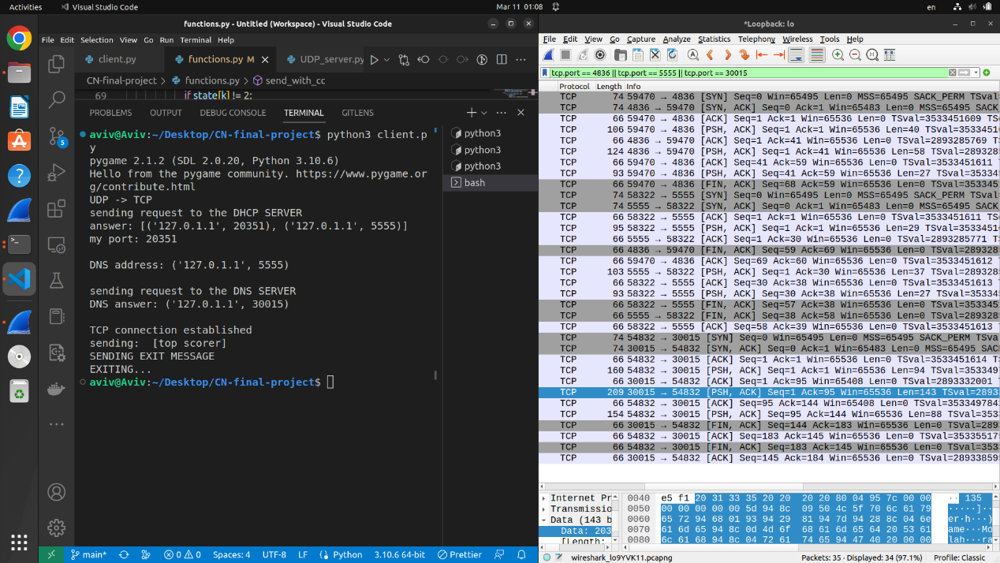 Activities
Visual Studio Code
Mar 11 01:08
en
functions.py - Untitled (Workspace) - Visual Studio Code
File Edit Selection View Go Run Terminal Help
client.py
functions.py M
UDP_server.py
CN-final-project > functions.py > send_with_cc
69 if state[k] != 2:
PROBLEMS OUTPUT DEBUG CONSOLE TERMINAL GITLENS
aviv@Aviv:~/Desktop/CN-final-project$ python3 client.p
y
pygame 2.1.2 (SDL 2.0.20, Python 3.10.6)
Hello from the pygame community. https://www.pygame.or
g/contribute.html
UDP -> TCP
sending request to the DHCP SERVER
answer: [('127.0.1.1', 20351), ('127.0.1.1', 5555)]
my port: 20351
DNS address: ('127.0.1.1', 5555)
sending request to the DNS SERVER
DNS answer: ('127.0.1.1', 30015)
TCP connection established
sending:  [top scorer]
SENDING EXIT MESSAGE
EXITING...
aviv@Aviv:~/Desktop/CN-final-project$
python3
python3
python3
bash
5
main* 0 0 Spaces: 4 UTF-8 LF Python 3.10.6 64-bit Prettier
*Loopback: lo
File Edit View Go Capture Analyze Statistics Telephony Wireless Tools Help
tcp.port == 4836 || tcp.port == 5555 || tcp.port == 30015
Protocol Length Info
TCP 74 59470 → 4836 [SYN] Seq=0 Win=65495 Len=0 MSS=65495 SACK_PERM TSval
TCP 74 4836 → 59470 [SYN, ACK] Seq=0 Ack=1 Win=65483 Len=0 MSS=65495 SACK
TCP 66 59470 → 4836 [ACK] Seq=1 Ack=1 Win=65536 Len=0 TSval=3533451609 TS
TCP 106 59470 → 4836 [PSH, ACK] Seq=1 Ack=1 Win=65536 Len=40 TSval=3533451
TCP 66 4836 → 59470 [ACK] Seq=1 Ack=41 Win=65536 Len=0 TSval=2893285769 T
TCP 124 4836 → 59470 [PSH, ACK] Seq=1 Ack=41 Win=65536 Len=58 TSval=289328
TCP 66 59470 → 4836 [ACK] Seq=41 Ack=59 Win=65536 Len=0 TSval=3533451611
TCP 93 59470 → 4836 [PSH, ACK] Seq=41 Ack=59 Win=65536 Len=27 TSval=35334
TCP 66 59470 → 4836 [FIN, ACK] Seq=68 Ack=59 Win=65536 Len=0 TSval=353345
TCP 74 58322 → 5555 [SYN] Seq=0 Win=65495 Len=0 MSS=65495 SACK_PERM TSval
TCP 74 5555 → 58322 [SYN, ACK] Seq=0 Ack=1 Win=65483 Len=0 MSS=65495 SACK
TCP 66 58322 → 5555 [ACK] Seq=1 Ack=1 Win=65536 Len=0 TSval=3533451611 TS
TCP 95 58322 → 5555 [PSH, ACK] Seq=1 Ack=1 Win=65536 Len=29 TSval=3533451
TCP 66 5555 → 58322 [ACK] Seq=1 Ack=30 Win=65536 Len=0 TSval=2893285771 T
TCP 66 4836 → 59470 [FIN, ACK] Seq=59 Ack=69 Win=65536 Len=0 TSval=289328
TCP 66 59470 → 4836 [ACK] Seq=69 Ack=60 Win=65536 Len=0 TSval=3533451612
TCP 103 5555 → 58322 [PSH, ACK] Seq=1 Ack=30 Win=65536 Len=37 TSval=289328
TCP 66 58322 → 5555 [ACK] Seq=30 Ack=38 Win=65536 Len=0 TSval=3533451613
TCP 93 58322 → 5555 [PSH, ACK] Seq=30 Ack=38 Win=65536 Len=27 TSval=35334
TCP 66 58322 → 5555 [FIN, ACK] Seq=57 Ack=38 Win=65536 Len=0 TSval=353345
TCP 66 5555 → 58322 [FIN, ACK] Seq=38 Ack=58 Win=65536 Len=0 TSval=289328
TCP 66 58322 → 5555 [ACK] Seq=58 Ack=39 Win=65536 Len=0 TSval=3533451613
TCP 74 54832 → 30015 [SYN] Seq=0 Win=65495 Len=0 MSS=65495 SACK_PERM TSva
TCP 74 30015 → 54832 [SYN, ACK] Seq=0 Ack=1 Win=65483 Len=0 MSS=65495 SAC
TCP 66 54832 → 30015 [ACK] Seq=1 Ack=1 Win=65536 Len=0 TSval=3533451614 T
TCP 160 54832 → 30015 [PSH, ACK] Seq=1 Ack=1 Win=65536 Len=94 TSval=353349
TCP 66 30015 → 54832 [ACK] Seq=1 Ack=95 Win=65408 Len=0 TSval=2893332001
TCP 209 30015 → 54832 [PSH, ACK] Seq=1 Ack=95 Win=65536 Len=143 TSval=2893
TCP 66 54832 → 30015 [ACK] Seq=95 Ack=144 Win=65408 Len=0 TSval=353349784
TCP 154 54832 → 30015 [PSH, ACK] Seq=95 Ack=144 Win=65536 Len=88 TSval=353
TCP 66 30015 → 54832 [FIN, ACK] Seq=144 Ack=183 Win=65536 Len=0 TSval=289
TCP 66 54832 → 30015 [ACK] Seq=183 Ack=145 Win=65536 Len=0 TSval=35335517
TCP 66 54832 → 30015 [FIN, ACK] Seq=183 Ack=145 Win=65536 Len=0 TSval=353
TCP 66 30015 → 54832 [ACK] Seq=145 Ack=184 Win=65536 Len=0 TSval=28933859
Internet Pr
Transmissio
Data (143 b
Data: 203
[Length:
0040 e5 f1 20 31 33 35 20 20 20 20 80 04 95 7c 00 00 ·· 135
0050 00 00 00 00 00 5d 94 8c 09 50 4c 5f 70 6c 61 79 ·····]·
0060 65 72 94 68 01 93 94 29 81 94 7d 94 28 8c 04 6e er·h···)
0070 61 6d 65 94 8c 0d 4d 6f 68 61 6d 65 64 20 53 61 ame···Mo
0080 6c 61 68 94 8c 04 72 61 74 65 94 47 40 20 00 00 lah···ra
wireshark_lo9YVK11.pcapng
Packets: 35 · Displayed: 34 (97.1%)
Profile: Classic